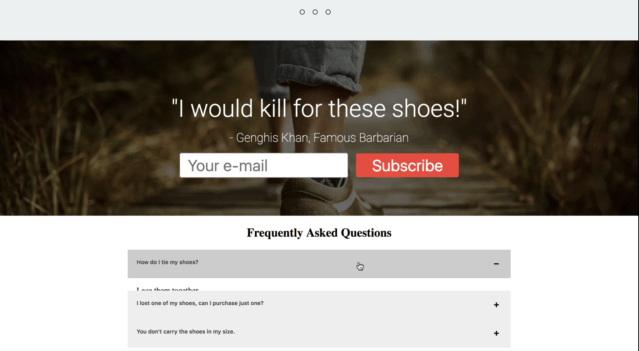 "I would kill for these shoes!"
- Genghis Khan, Famous Barbarian
Your e-mail
Subscribe
Frequently Asked Questions
How do I tie my shoes?
them together
I lost one of my shoes, can I purchase just one?
You don't carry the shoes in my size.